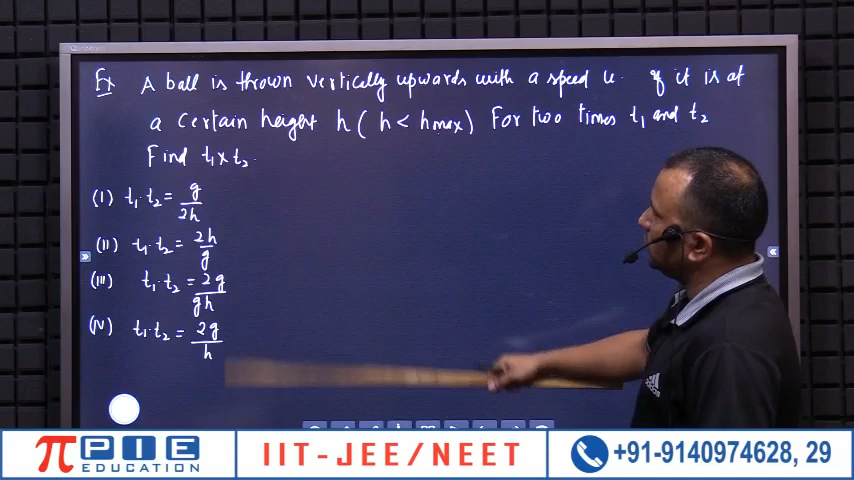 Ex A ball is thrown vertically upwards with a speed u. If it is at
a certain height h ( h < hmax) For two times t₁ and t₂
Find t₁ x t₂.
(I) t₁·t₂ = g/2h
(II) t₁·t₂ = 2h/g
(III) t₁·t₂ = 2g/gh
(IV) t₁·t₂ = 2g/h
adidas
π PIE EDUCATION
IIT-JEE/NEET
+91-9140974628, 29